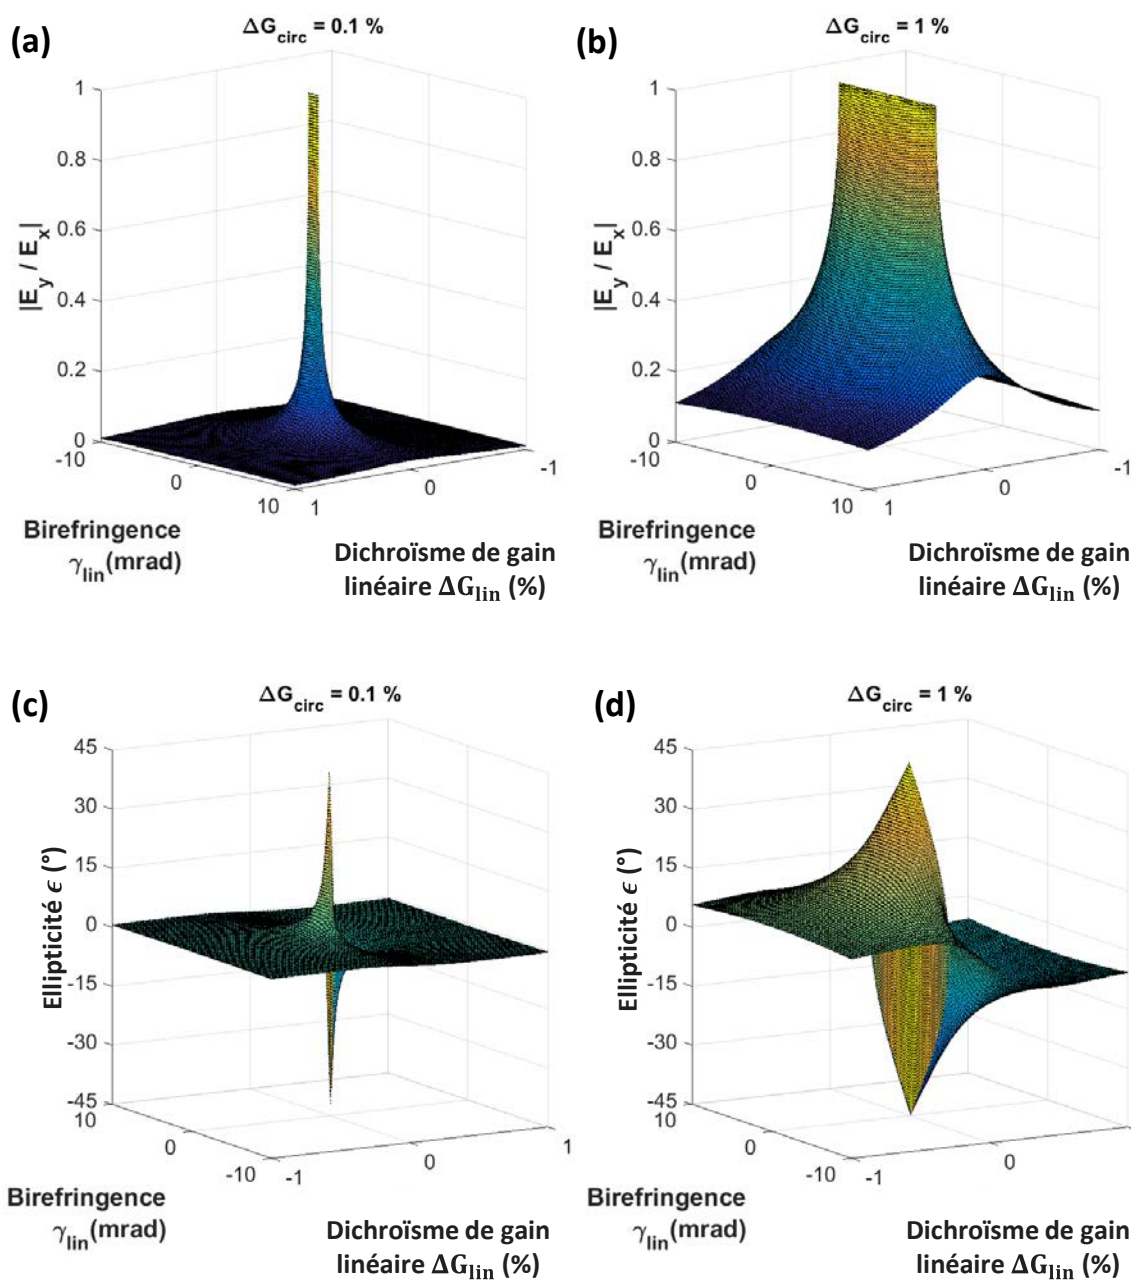 (a)
ΔG_circ = 0.1 %
1
0.8
0.6
0.4
0.2
0
|E_y / E_x|
-10
0
10
1
0
-1
Birefringence
γ_lin(mrad)
Dichroïsme de gain
linéaire ΔG_lin (%)
(b)
ΔG_circ = 1 %
1
0.8
0.6
0.4
0.2
0
|E_y / E_x|
-10
0
10
1
0
-1
Birefringence
γ_lin(mrad)
Dichroïsme de gain
linéaire ΔG_lin (%)
(c)
ΔG_circ = 0.1 %
45
30
15
0
-15
-30
-45
Ellipticité ϵ (°)
10
0
-10
-1
0
1
Birefringence
γ_lin(mrad)
Dichroïsme de gain
linéaire ΔG_lin (%)
(d)
ΔG_circ = 1 %
45
30
15
0
-15
-30
-45
Ellipticité ϵ (°)
10
0
-10
-1
0
Birefringence
γ_lin(mrad)
Dichroïsme de gain
linéaire ΔG_lin (%)